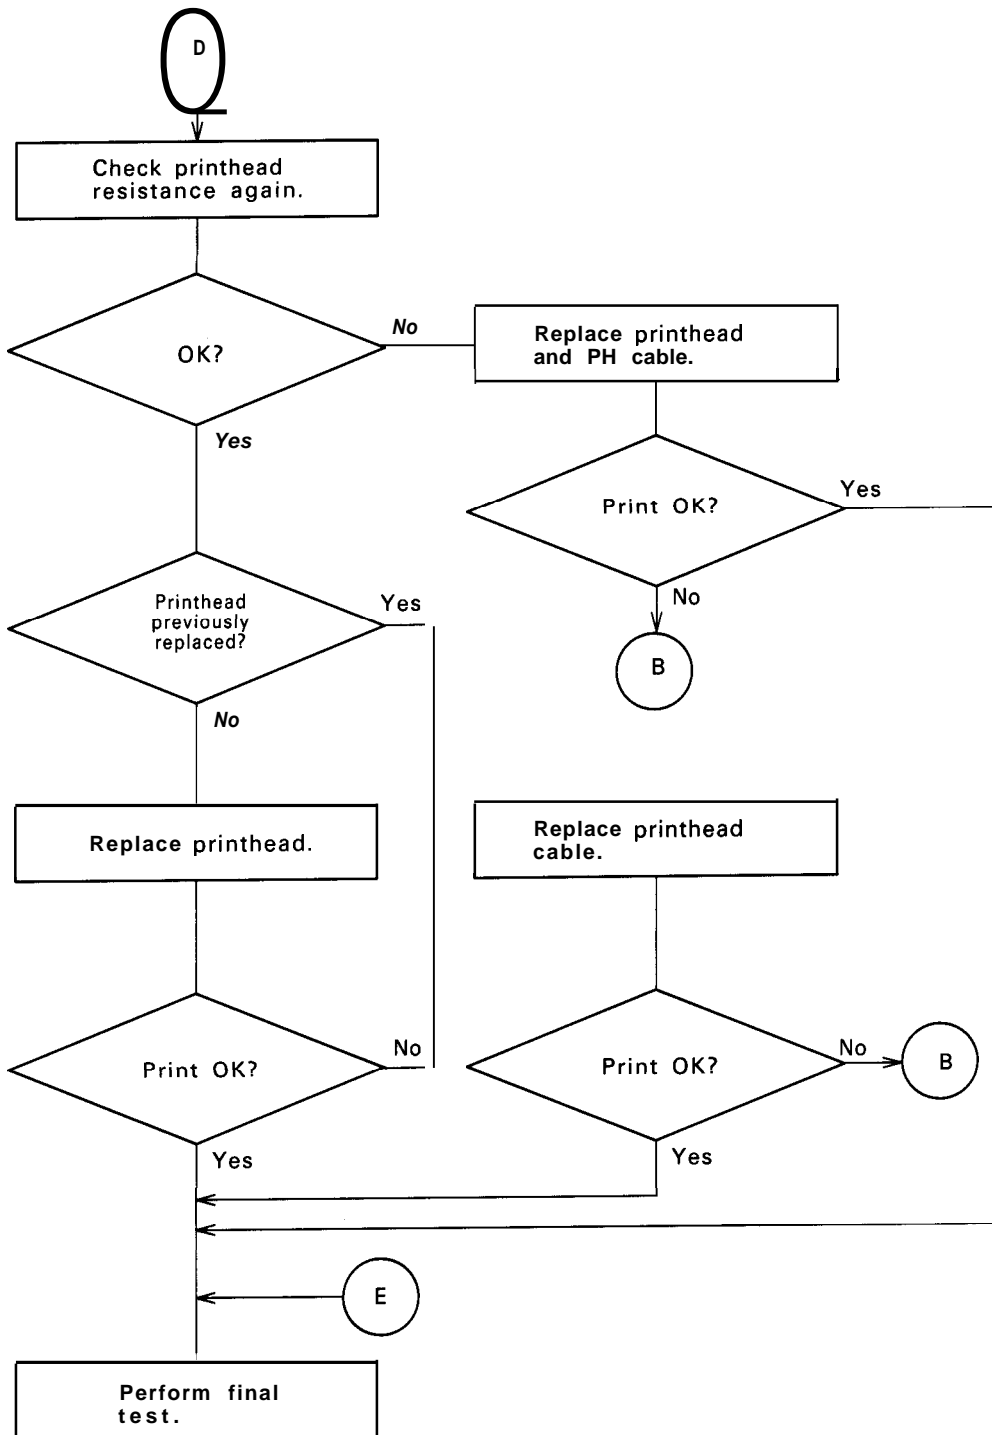 D
Check printhead
resistance again.
OK?
No
Replace printhead
and PH cable.
Yes
Print OK?
Yes
No
B
Printhead
previously
replaced?
Yes
No
Replace printhead.
Replace printhead
cable.
Print OK?
No
Yes
Print OK?
No
B
Yes
E
Perform final
test.